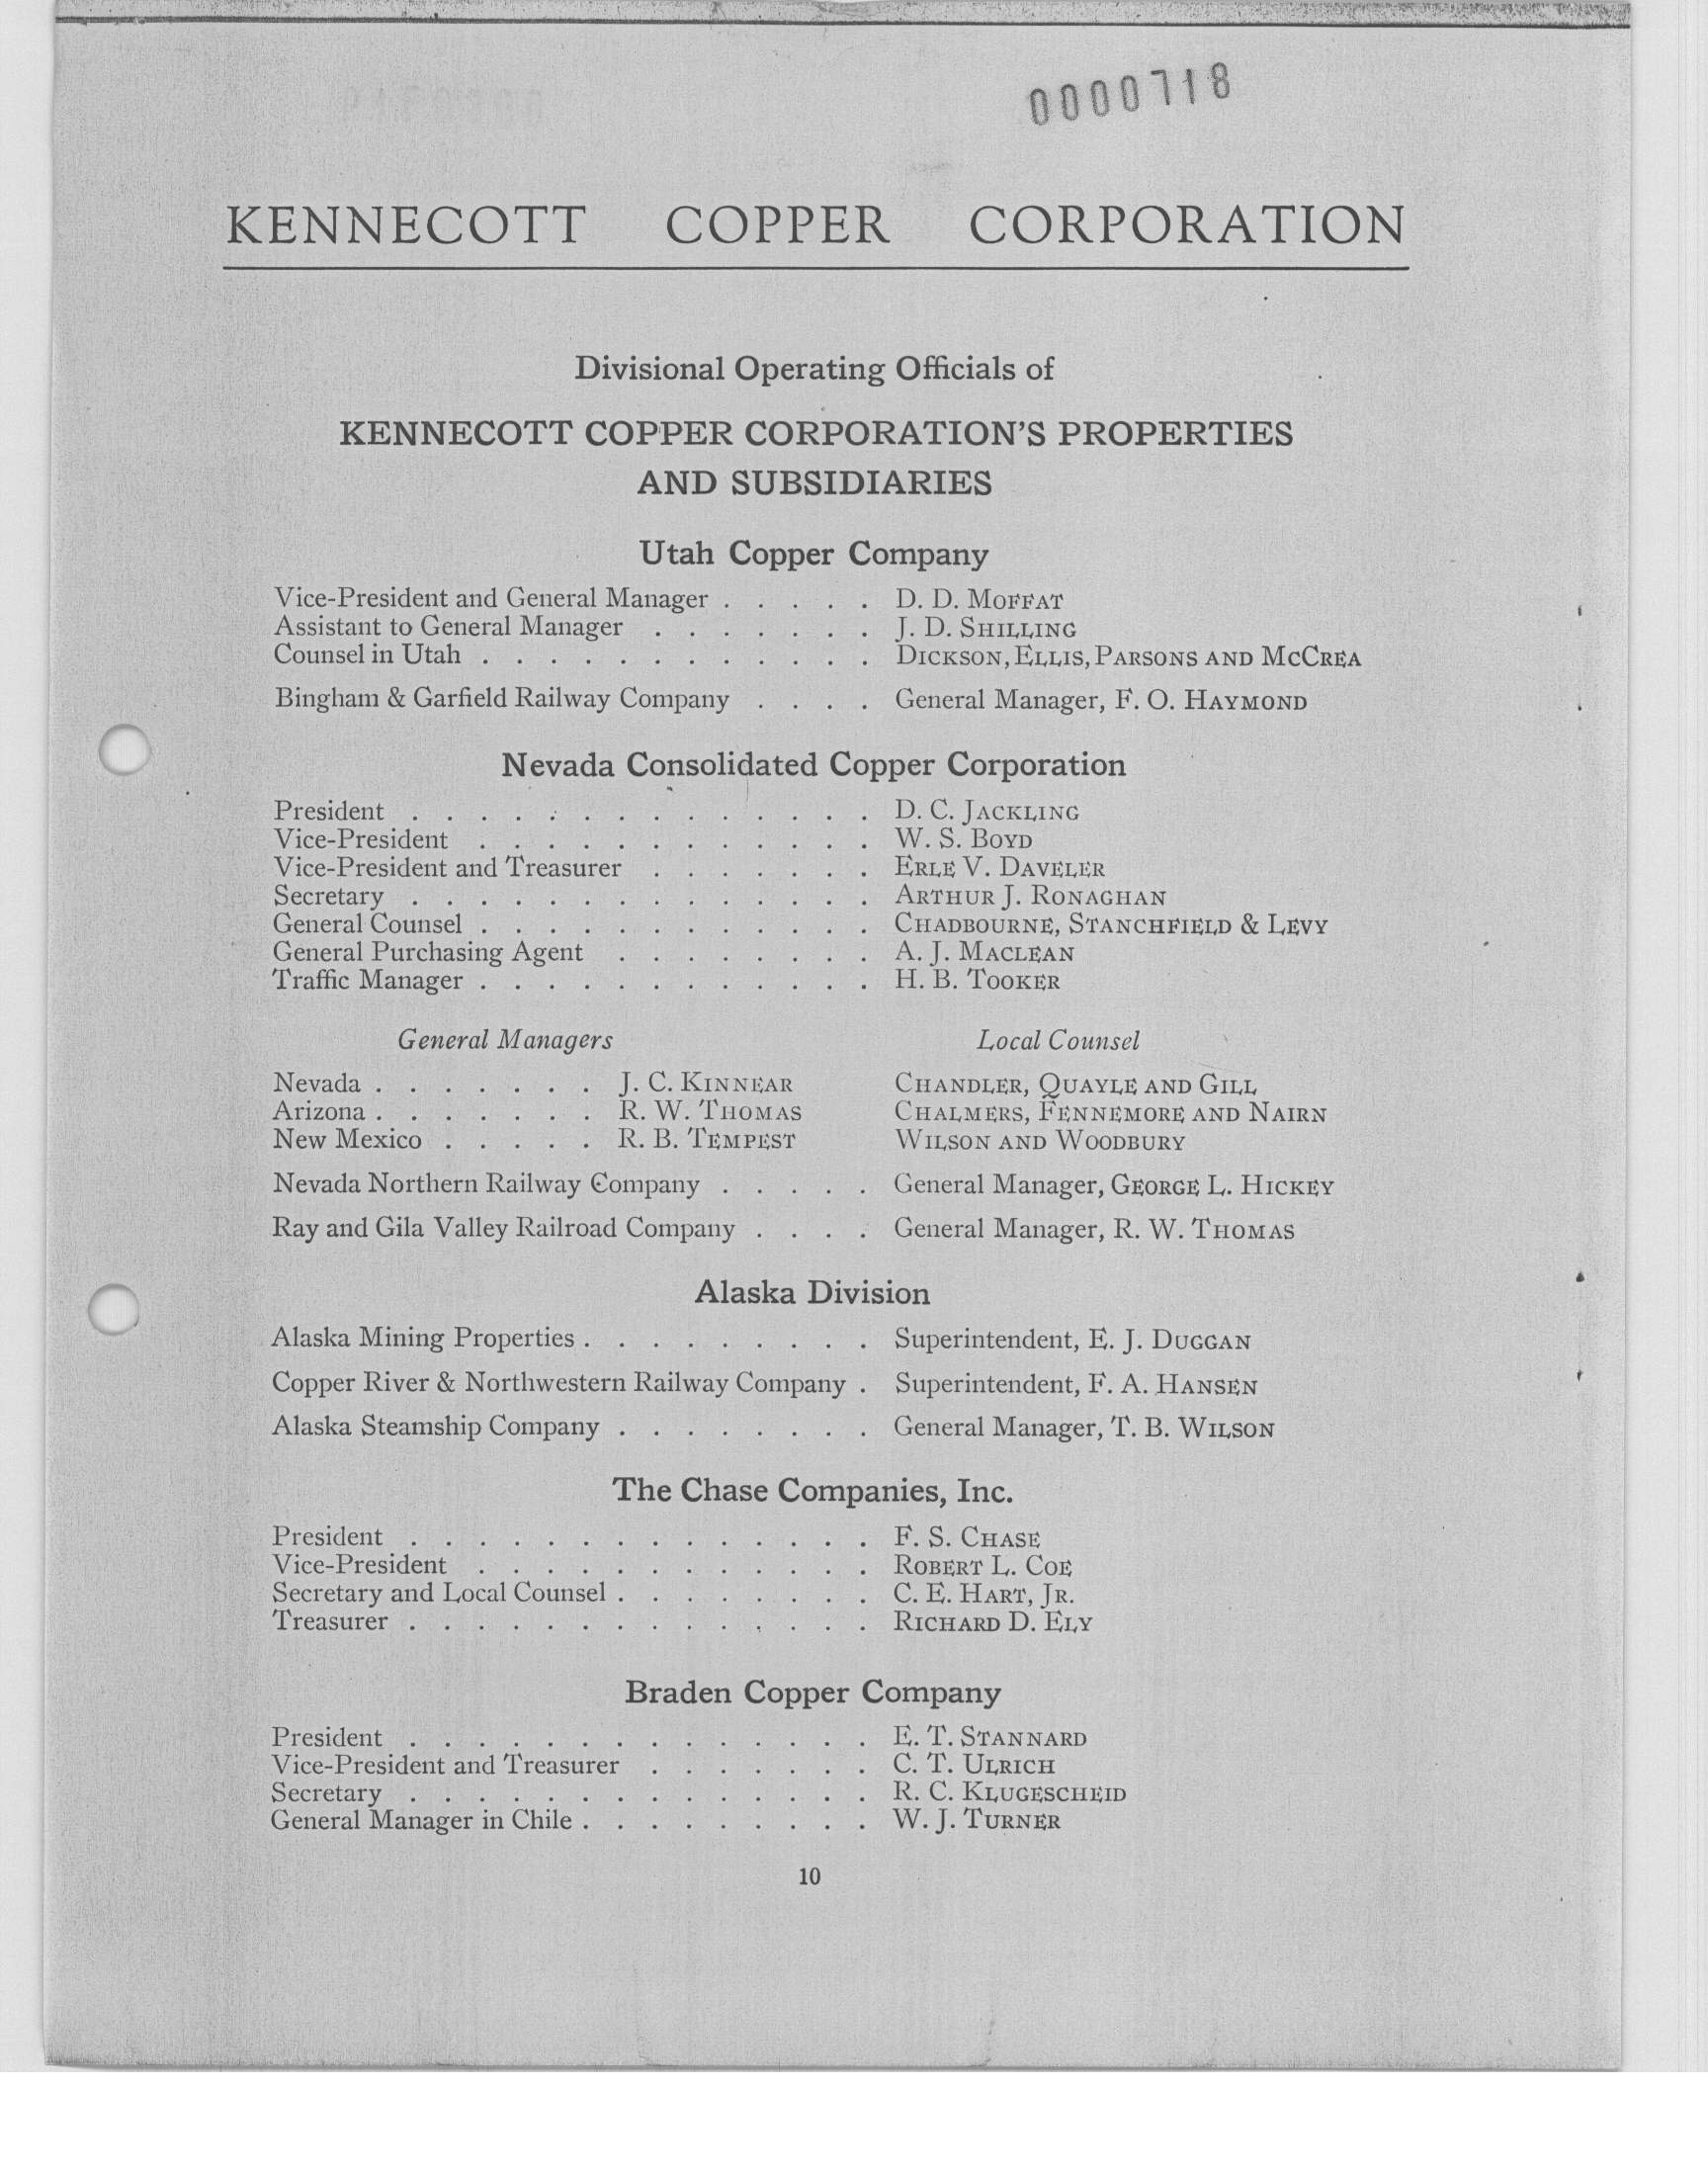 0000718
KENNECOTT COPPER CORPORATION
Divisional Operating Officials of
KENNECOTT COPPER CORPORATION'S PROPERTIES
AND SUBSIDIARIES
Utah Copper Company
Vice-President and General Manager . . . . . D. D. MOFFAT
Assistant to General Manager . . . . . . . J. D. SHILLING
Counsel in Utah . . . . . . . . . . . . DICKSON, ELLIS, PARSONS AND MCCREA
Bingham & Garfield Railway Company . . . . General Manager, F. O. HAYMOND
Nevada Consolidated Copper Corporation
President . . . . . . . . . . . . . . D. C. JACKLING
Vice-President . . . . . . . . . . . . W. S. BOYD
Vice-President and Treasurer . . . . . . . ERLE V. DAVELER
Secretary . . . . . . . . . . . . . . ARTHUR J. RONAGHAN
General Counsel . . . . . . . . . . . . CHADBOURNE, STANCHFIELD & LEVY
General Purchasing Agent . . . . . . . . A. J. MACLEAN
Traffic Manager . . . . . . . . . . . . H. B. TOOKER
General Managers Local Counsel
Nevada . . . . . . . J. C. KINNEAR CHANDLER, QUAYLE AND GILL
Arizona . . . . . . . R. W. THOMAS CHALMERS, FENNEMORE AND NAIRN
New Mexico . . . . . R. B. TEMPEST WILSON AND WOODBURY
Nevada Northern Railway Company . . . . . General Manager, GEORGE L. HICKEY
Ray and Gila Valley Railroad Company . . . . General Manager, R. W. THOMAS
Alaska Division
Alaska Mining Properties . . . . . . . . . Superintendent, E. J. DUGGAN
Copper River & Northwestern Railway Company . Superintendent, F. A. HANSEN
Alaska Steamship Company . . . . . . . . General Manager, T. B. WILSON
The Chase Companies, Inc.
President . . . . . . . . . . . . . . F. S. CHASE
Vice-President . . . . . . . . . . . . ROBERT L. COE
Secretary and Local Counsel . . . . . . . . C. E. HART, JR.
Treasurer . . . . . . . . . . . . . . RICHARD D. ELY
Braden Copper Company
President . . . . . . . . . . . . . . E. T. STANNARD
Vice-President and Treasurer . . . . . . . C. T. ULRICH
Secretary . . . . . . . . . . . . . . R. C. KLUGESCHEID
General Manager in Chile . . . . . . . . . W. J. TURNER
10